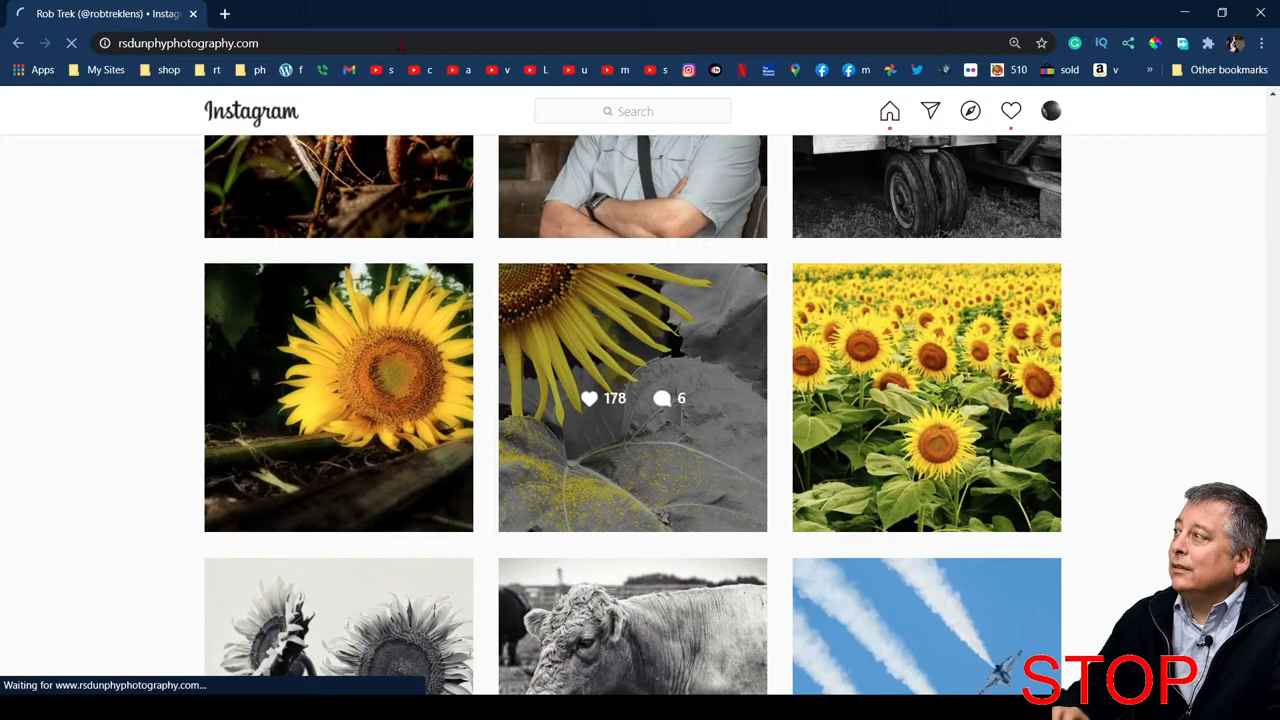 Rob Trek (@robtreklens) • Instag
rsdunphyphotography.com
Apps My Sites shop rt ph f s c a v L u m s m 510 sold v » Other bookmarks
Instagram
Search
178 6
STOP
Waiting for www.rsdunphyphotography.com...